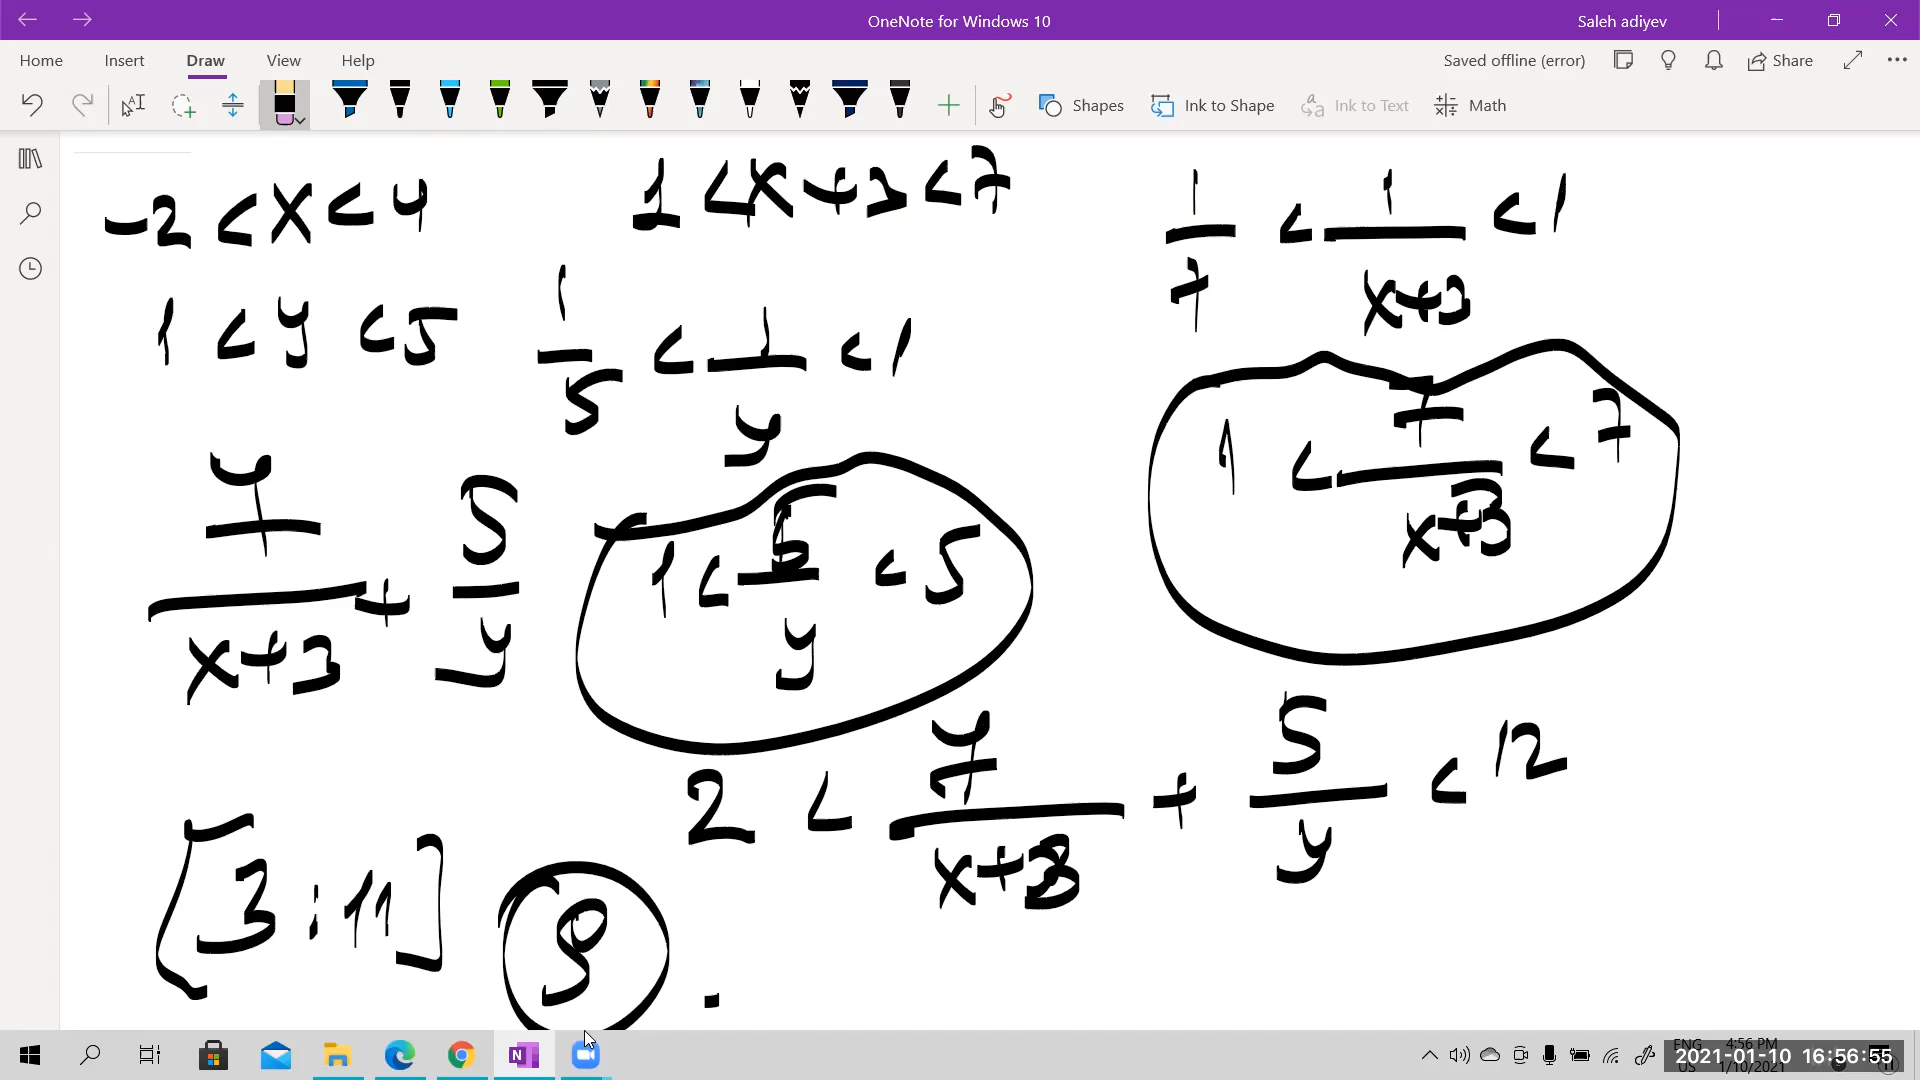 OneNote for Windows 10
Saleh adiyev
Home Insert Draw View Help
Saved offline (error)
Share
Shapes
Ink to Shape
Ink to Text
Math
-2 < x < 4
1 < x + 3 < 7
1/7 < 1/(x+3) < 1
1 < y < 5
1/5 < 1/y < 1
1 < 7/(x+3) < 7
7/(x+3) + 5/y
1 < 5/y < 5
2 < 7/(x+3) + 5/y < 12
[3 ; 11]
9 .
ENG
US
4:56 PM
1/10/2021
2021-01-10 16:56:55